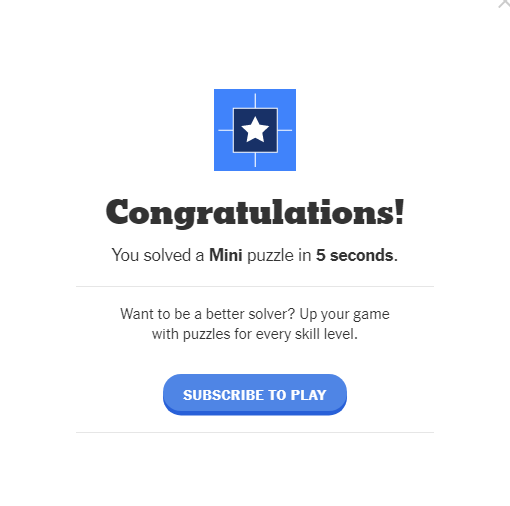 Congratulations!
You solved a Mini puzzle in 5 seconds.
Want to be a better solver? Up your game
with puzzles for every skill level.
SUBSCRIBE TO PLAY